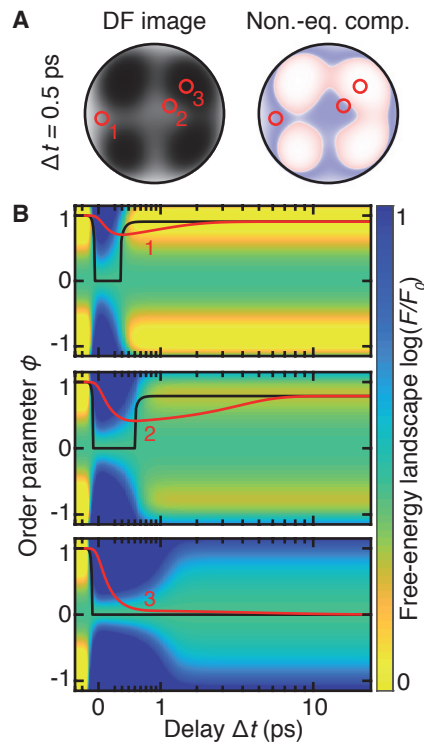 A
DF image
Non.-eq. comp.
Δt = 0.5 ps
1
2
3
B
Order parameter ϕ
1
0
-1
1
1
0
-1
2
1
0
-1
3
0
1
10
Delay Δt (ps)
1
0
Free-energy landscape log(F/F₀)